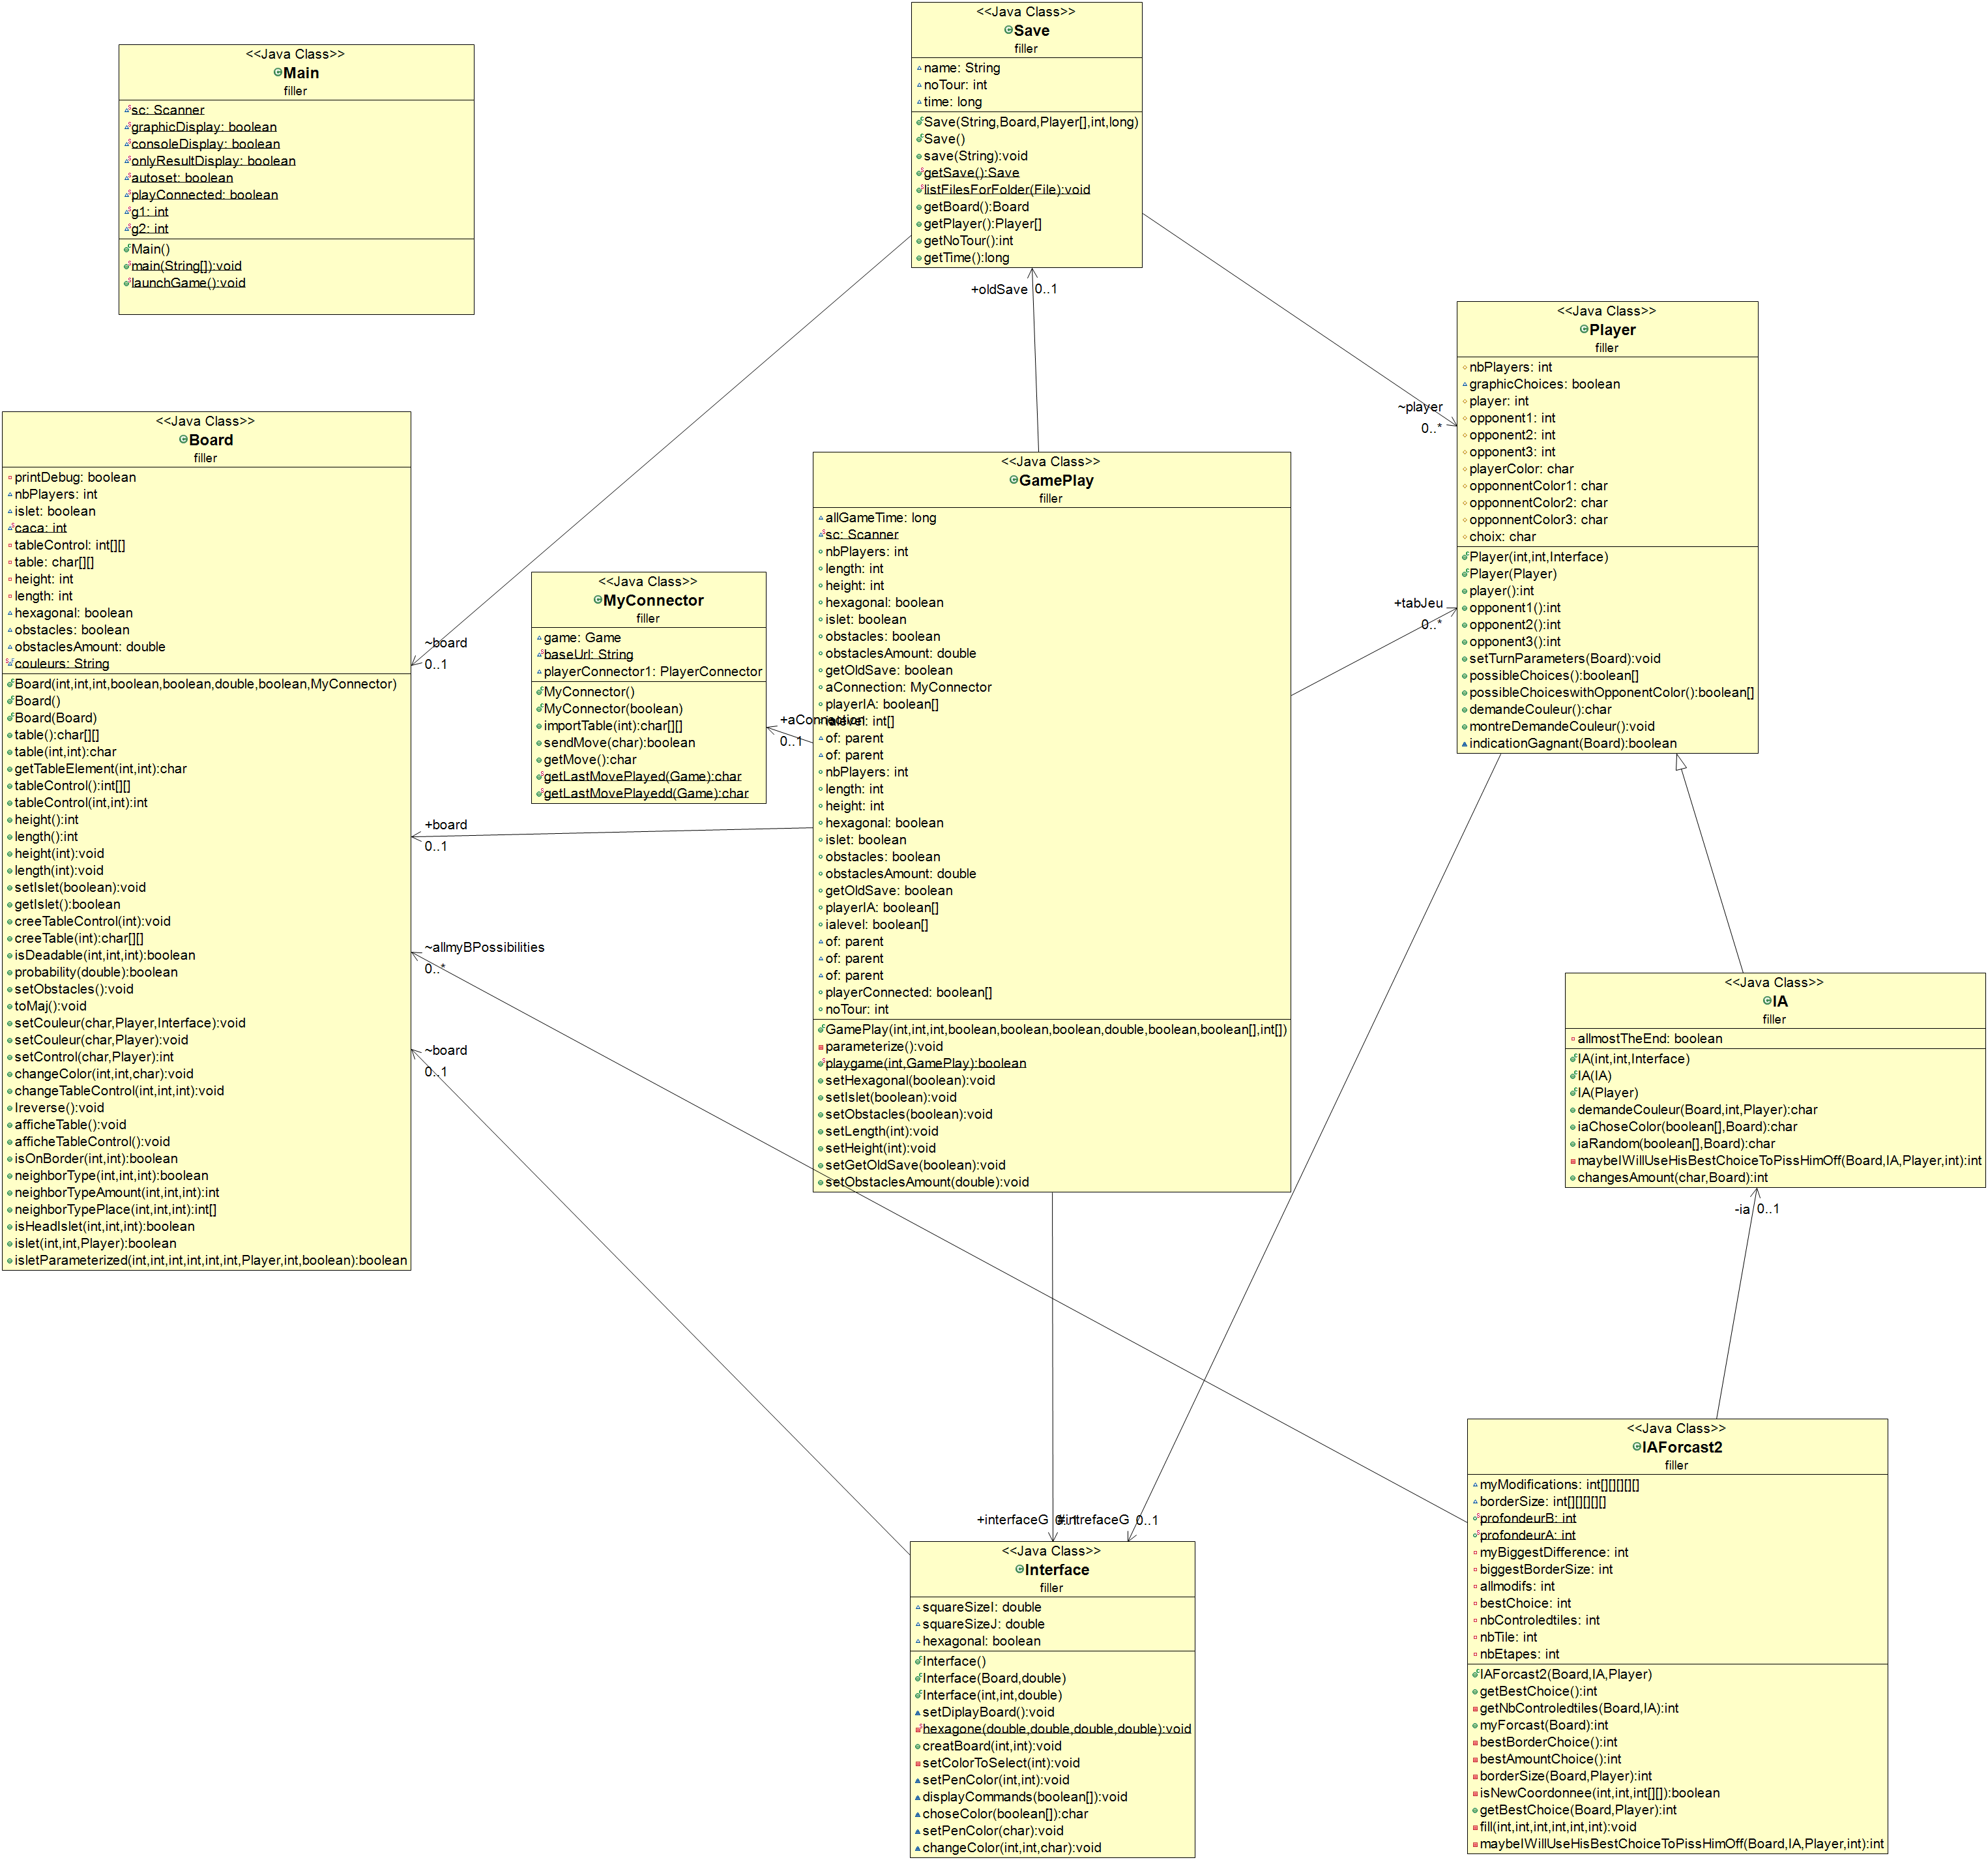 <<Java Class>>
Main
filler
sc: Scanner
graphicDisplay: boolean
consoleDisplay: boolean
onlyResultDisplay: boolean
autoset: boolean
playConnected: boolean
g1: int
g2: int
Main()
main(String[]):void
launchGame():void
<<Java Class>>
Save
filler
name: String
noTour: int
time: long
Save(String,Board,Player[],int,long)
Save()
save(String):void
getSave():Save
listFilesForFolder(File):void
getBoard():Board
getPlayer():Player[]
getNoTour():int
getTime():long
+oldSave 0..1
~player
0..*
<<Java Class>>
Player
filler
nbPlayers: int
graphicChoices: boolean
player: int
opponent1: int
opponent2: int
opponent3: int
playerColor: char
opponnentColor1: char
opponnentColor2: char
opponnentColor3: char
choix: char
Player(int,int,Interface)
Player(Player)
player():int
opponent1():int
opponent2():int
opponent3():int
setTurnParameters(Board):void
possibleChoices():boolean[]
possibleChoiceswithOpponentColor():boolean[]
demandeCouleur():char
montreDemandeCouleur():void
indicationGagnant(Board):boolean
+tabJeu
0..*
<<Java Class>>
Board
filler
printDebug: boolean
nbPlayers: int
islet: boolean
caca: int
tableControl: int[][]
table: char[][]
height: int
length: int
hexagonal: boolean
obstacles: boolean
obstaclesAmount: double
couleurs: String
Board(int,int,int,boolean,boolean,double,boolean,MyConnector)
Board()
Board(Board)
table():char[][]
table(int,int):char
getTableElement(int,int):char
tableControl():int[][]
tableControl(int,int):int
height():int
length():int
height(int):void
length(int):void
setIslet(boolean):void
getIslet():boolean
creeTableControl(int):void
creeTable(int):char[][]
isDeadable(int,int,int):boolean
probability(double):boolean
setObstacles():void
toMaj():void
setCouleur(char,Player,Interface):void
setCouleur(char,Player):void
setControl(char,Player):int
changeColor(int,int,char):void
changeTableControl(int,int,int):void
Ireverse():void
afficheTable():void
afficheTableControl():void
isOnBorder(int,int):boolean
neighborType(int,int,int):boolean
neighborTypeAmount(int,int,int):int
neighborTypePlace(int,int,int):int[]
isHeadIslet(int,int,int):boolean
islet(int,int,Player):boolean
isletParameterized(int,int,int,int,int,int,Player,int,boolean):boolean
~board
0..1
+board
0..1
~allmyBPossibilities
0..*
~board
0..1
<<Java Class>>
MyConnector
filler
game: Game
baseUrl: String
playerConnector1: PlayerConnector
MyConnector()
MyConnector(boolean)
importTable(int):char[][]
sendMove(char):boolean
getMove():char
getLastMovePlayed(Game):char
getLastMovePlayedd(Game):char
+aConnection
0..1
<<Java Class>>
GamePlay
filler
allGameTime: long
sc: Scanner
nbPlayers: int
length: int
height: int
hexagonal: boolean
islet: boolean
obstacles: boolean
obstaclesAmount: double
getOldSave: boolean
aConnection: MyConnector
playerIA: boolean[]
ialevel: int[]
of: parent
of: parent
nbPlayers: int
length: int
height: int
hexagonal: boolean
islet: boolean
obstacles: boolean
obstaclesAmount: double
getOldSave: boolean
playerIA: boolean[]
ialevel: boolean[]
of: parent
of: parent
of: parent
playerConnected: boolean[]
noTour: int
GamePlay(int,int,int,boolean,boolean,boolean,double,boolean,boolean[],int[])
parameterize():void
playgame(int,GamePlay):boolean
setHexagonal(boolean):void
setIslet(boolean):void
setObstacles(boolean):void
setLength(int):void
setHeight(int):void
setGetOldSave(boolean):void
setObstaclesAmount(double):void
<<Java Class>>
IA
filler
allmostTheEnd: boolean
IA(int,int,Interface)
IA(IA)
IA(Player)
demandeCouleur(Board,int,Player):char
iaChoseColor(boolean[],Board):char
iaRandom(boolean[],Board):char
maybeIWillUseHisBestChoiceToPissHimOff(Board,IA,Player,int):int
changesAmount(char,Board):int
-ia 0..1
<<Java Class>>
IAForcast2
filler
myModifications: int[][][][][]
borderSize: int[][][][][]
profondeurB: int
profondeurA: int
myBiggestDifference: int
biggestBorderSize: int
allmodifs: int
bestChoice: int
nbControledtiles: int
nbTile: int
nbEtapes: int
IAForcast2(Board,IA,Player)
getBestChoice():int
getNbControledtiles(Board,IA):int
myForcast(Board):int
bestBorderChoice():int
bestAmountChoice():int
borderSize(Board,Player):int
isNewCoordonnee(int,int,int[][]):boolean
getBestChoice(Board,Player):int
fill(int,int,int,int,int,int):void
maybeIWillUseHisBestChoiceToPissHimOff(Board,IA,Player,int):int
+interfaceG 0..1
#intrefaceG 0..1
<<Java Class>>
Interface
filler
squareSizeI: double
squareSizeJ: double
hexagonal: boolean
Interface()
Interface(Board,double)
Interface(int,int,double)
setDiplayBoard():void
hexagone(double,double,double,double):void
creatBoard(int,int):void
setColorToSelect(int):void
setPenColor(int,int):void
displayCommands(boolean[]):void
choseColor(boolean[]):char
setPenColor(char):void
changeColor(int,int,char):void